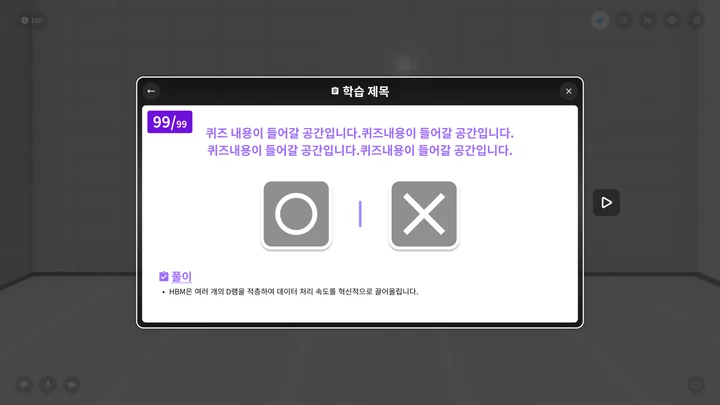 100
학습 제목
99/99
퀴즈 내용이 들어갈 공간입니다.퀴즈내용이 들어갈 공간입니다.
퀴즈내용이 들어갈 공간입니다.퀴즈내용이 들어갈 공간입니다.
풀이
• HBM은 여러 개의 D램을 적층하여 데이터 처리 속도를 혁신적으로 끌어올립니다.